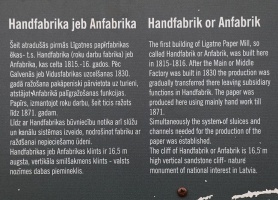 Handfabrika jeb Anfabrika
Šeit atradušās pirmās Līgatnes papīrfabrikas
ēkas- t.s. Handfabrika (roku darbu fabrika) jeb
Anfabrika, kas celta 1815.-16. gados. Pēc
Galvenās jeb Vidusfabrikas uzcelšanas 1830.
gadā ražošana pakāpeniski pārvietota uz turieni,
atstājot Anfabrikā palīgražošanas funkcijas.
Papīrs, izmantojot roku darbu, šeit ticis ražots
līdz 1871. gadam.
Līdz ar Handfabrikas būvniecību notika arī slūžu
un kanālu sistēmas izveide, nodrošinot fabriku ar
ražošanai nepieciešamo ūdeni.
Handfabrikas jeb Anfabrikas klints ir 16,5 m
augsta, vertikāla smilšakmens klints - valsts
nozīmes dabas piemineklis.
Handfabrik or Anfabrik
The first building of Ligatne Paper Mill, so
called Handfabrik or Anfabrik, was built here
in 1815-1816. After the Main or Middle
Factory was built in 1830 the production was
gradually transferred there leaving subsidiary
functions in Handfabrik. The paper was
produced here using mainly hand work till
1871.
Simultaneously the system of sluices and
channels needed for the production of the
paper was established.
The cliff of Handfabrik or Anfabrik is 16,5 m
high vertical sandstone cliff- nature
monument of national interest in Latvia.